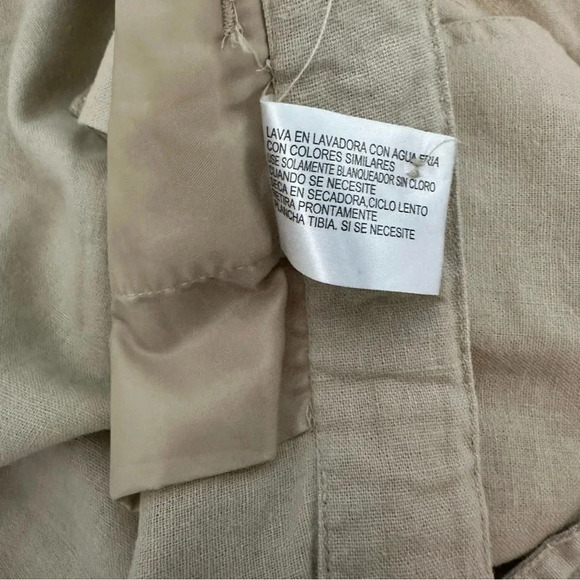 LAVA EN LAVADORA CON AGUA FRIA
CON COLORES SIMILARES
USE SOLAMENTE BLANQUEADOR SIN CLORO
CUANDO SE NECESITE
SECA EN SECADORA,CICLO LENTO
RETIRA PRONTAMENTE
PLANCHA TIBIA. SI SE NECESITE